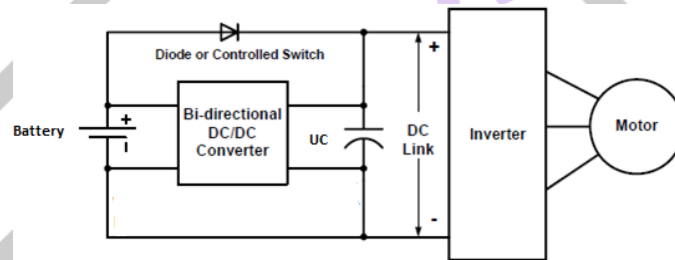 Diode or Controlled Switch
+
Bi-directional
DC/DC
Converter
Battery
+
UC
DC
Link
-
Inverter
Motor